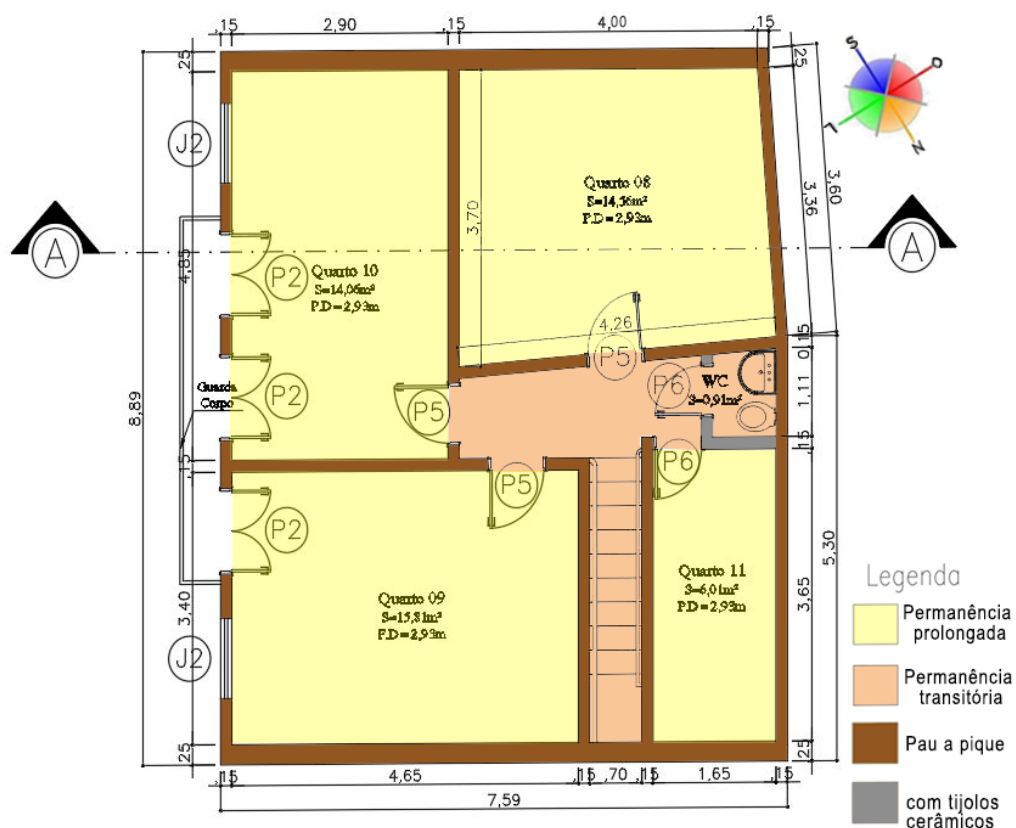 ,15
2,90
,15
4,00
,15
,25
J2
4,85
A
P2
Quarto 10
S=14,06m²
P.D=2,93m
P2
Guarda
Corpo
P5
3,70
Quarto 08
S=14,56m²
P.D=2,93m
4,26
P5
P6
WC
S=0,91m²
,25
3,36
3,60
A
S
O
L
N
,15
0
1,11
,15
8,89
,15
P2
P5
P6
Quarto 09
S=15,81m²
P.D=2,93m
Quarto 11
S=6,01m²
P.D=2,93m
3,40
J2
,25
3,65
5,30
,25
,15
4,65
,15
,70
,15
1,65
,15
7,59
Legenda
Permanência
prolongada
Permanência
transitória
Pau a pique
com tijolos
cerâmicos